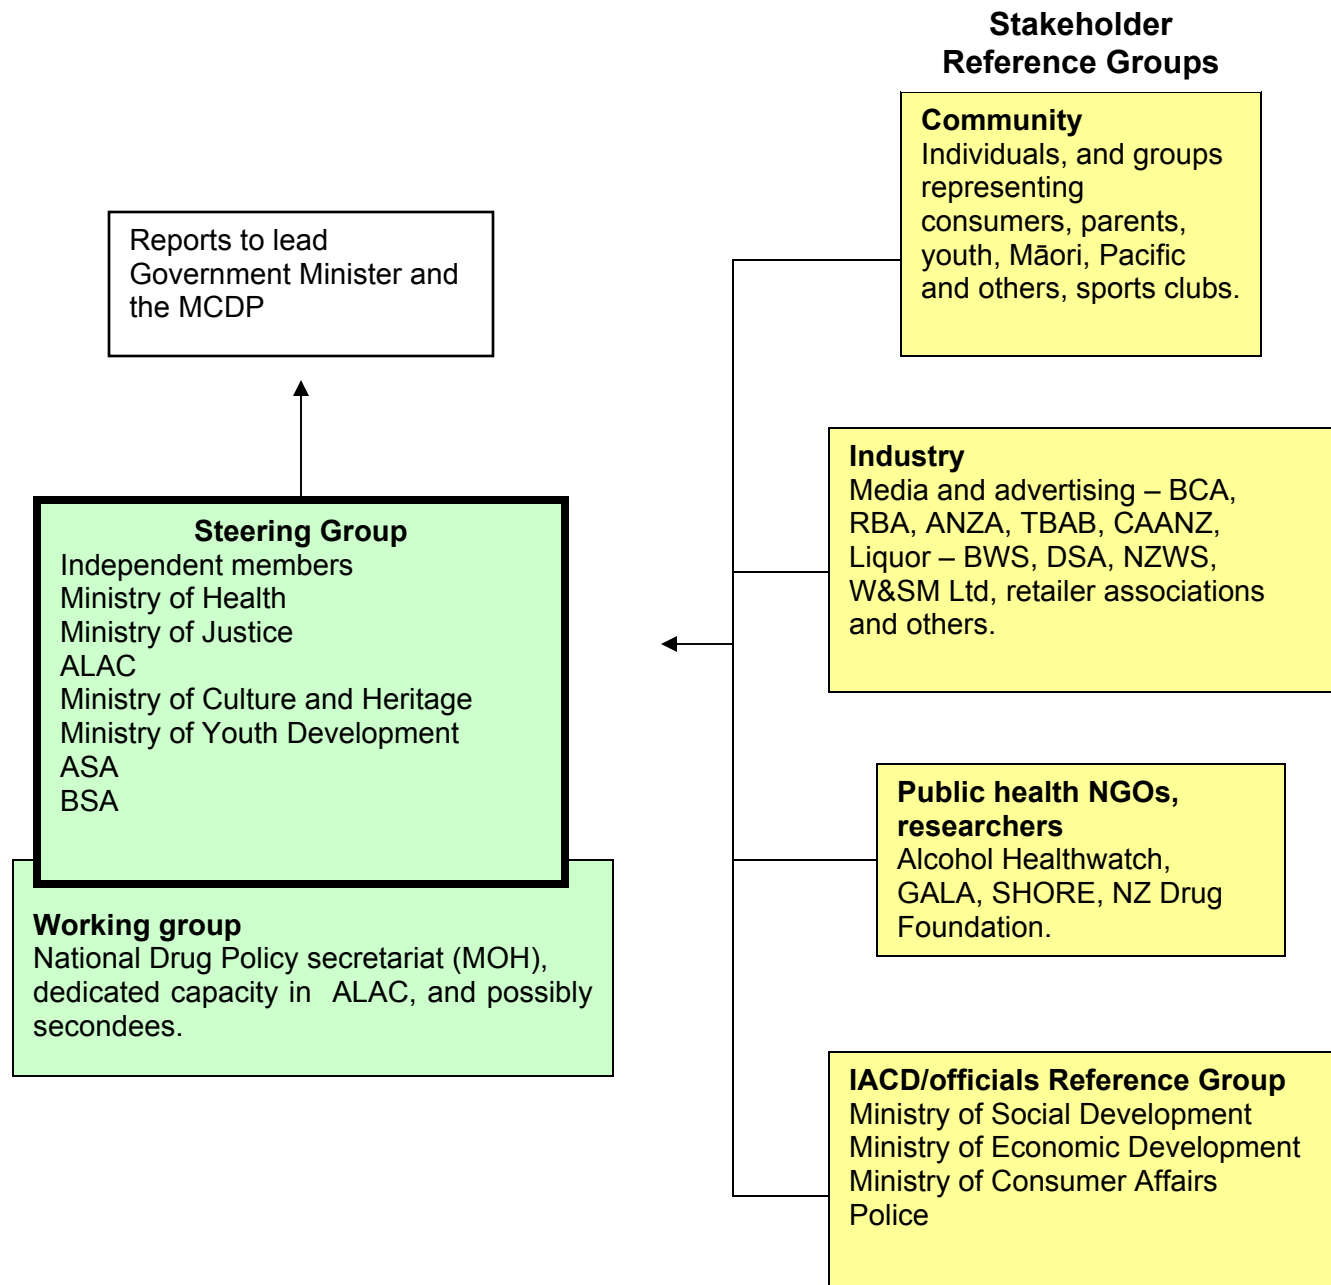 Stakeholder
Reference Groups
Community
Individuals, and groups
representing
consumers, parents,
youth, Māori, Pacific
and others, sports clubs.
Reports to lead
Government Minister and
the MCDP
Industry
Media and advertising – BCA,
RBA, ANZA, TBAB, CAANZ,
Liquor – BWS, DSA, NZWS,
W&SM Ltd, retailer associations
and others.
Steering Group
Independent members
Ministry of Health
Ministry of Justice
ALAC
Ministry of Culture and Heritage
Ministry of Youth Development
ASA
BSA
Public health NGOs,
researchers
Alcohol Healthwatch,
GALA, SHORE, NZ Drug
Foundation.
Working group
National Drug Policy secretariat (MOH),
dedicated capacity in ALAC, and possibly
secondees.
IACD/officials Reference Group
Ministry of Social Development
Ministry of Economic Development
Ministry of Consumer Affairs
Police